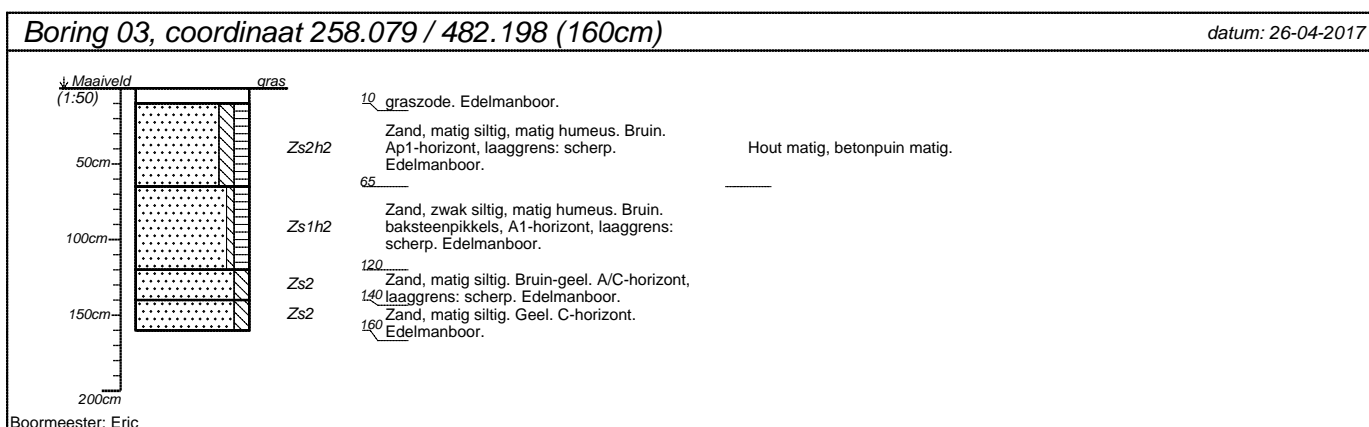 Boring 03, coordinaat 258.079 / 482.198 (160cm)
datum: 26-04-2017
Maaiveld
gras
(1:50)
10
graszode. Edelmanboor.
Zs2h2
Zand, matig siltig, matig humeus. Bruin.
Ap1-horizont, laaggrens: scherp.
Edelmanboor.
Hout matig, betonpuin matig.
50cm
65
Zs1h2
Zand, zwak siltig, matig humeus. Bruin.
baksteenpikkels, A1-horizont, laaggrens:
scherp. Edelmanboor.
100cm
120
Zs2
Zand, matig siltig. Bruin-geel. A/C-horizont,
laaggrens: scherp. Edelmanboor.
140
150cm
Zs2
Zand, matig siltig. Geel. C-horizont.
Edelmanboor.
160
200cm
Boormeester: Eric